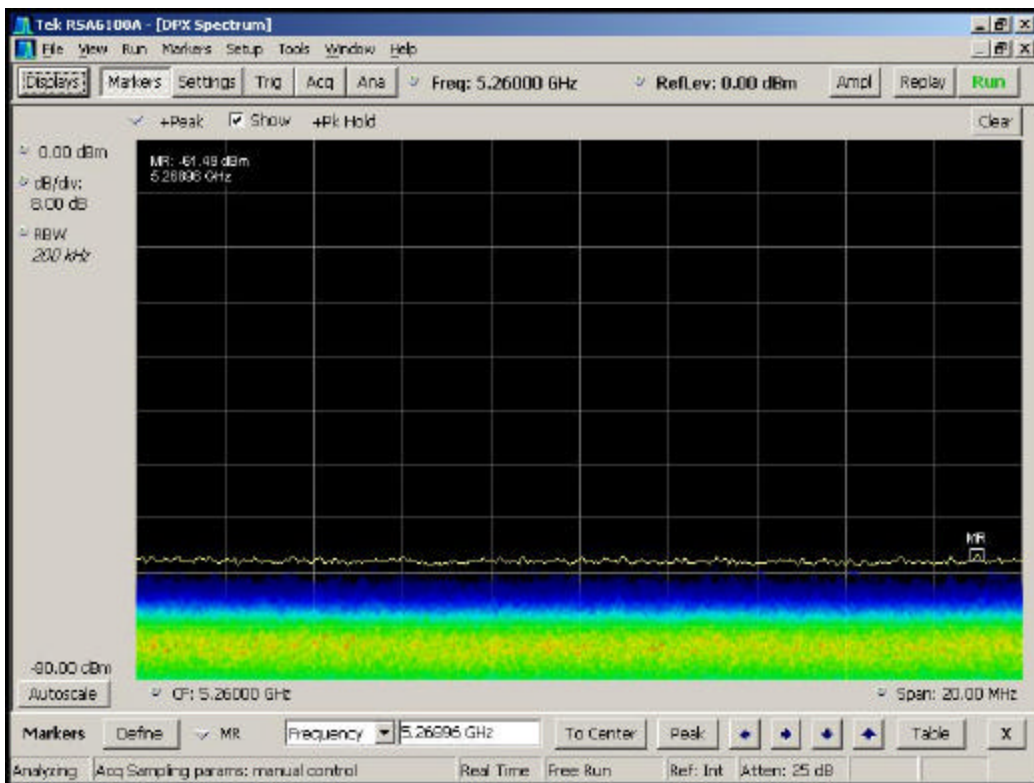 Tek RSA6100A - [DPX Spectrum]
File View Run Markers Setup Tools Window Help
Displays Markers Settings Trig Acq Ana Freq: 5.26000 GHz RefLev: 0.00 dBm Ampl Replay Run
+Peak Show +Pk Hold Clear
0.00 dBm
dB/div:
8.00 dB
RBW
200 kHz
MR: -61.49 dBm
5.26896 GHz
MR
-80.00 dBm
Autoscale CF: 5.26000 GHz Span: 20.00 MHz
Markers Define MR Frequency 5.26896 GHz To Center Peak Table X
Analyzing Acq Sampling params: manual control Real Time Free Run Ref: Int Atten: 25 dB